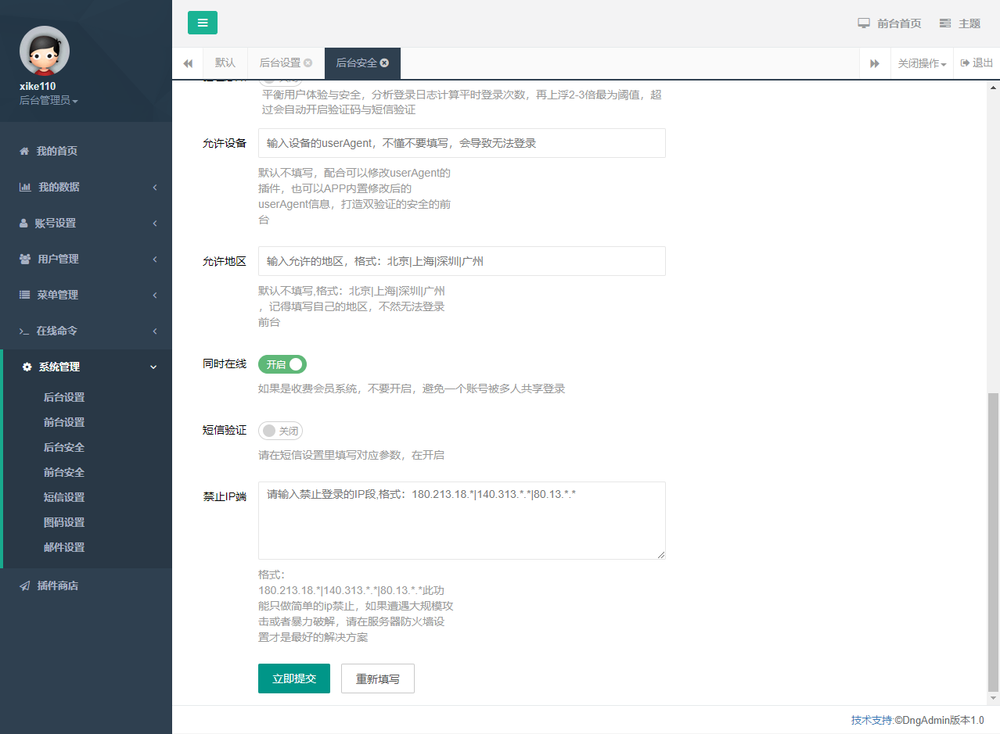 xike110
后台管理员
我的首页
我的数据
账号设置
用户管理
菜单管理
在线命令
系统管理
后台设置
前台设置
后台安全
前台安全
短信设置
图码设置
邮件设置
插件商店
前台首页
主题
默认
后台设置
后台安全
关闭操作
退出
平衡用户体验与安全，分析登录日志计算平时登录次数，再上浮2-3倍最为阈值，超
过会自动开启验证码与短信验证
允许设备
输入设备的userAgent，不懂不要填写，会导致无法登录
默认不填写，配合可以修改userAgent的
插件，也可以APP内置修改后的
userAgent信息，打造双验证的安全的前
台
允许地区
输入允许的地区，格式：北京|上海|深圳|广州
默认不填写,格式：北京|上海|深圳|广州
，记得填写自己的地区，不然无法登录
前台
同时在线
开启
如果是收费会员系统，不要开启，避免一个账号被多人共享登录
短信验证
关闭
请在短信设置里填写对应参数，在开启
禁止IP端
请输入禁止登录的IP段,格式：180.213.18.*|140.313.*.*|80.13.*.*
格式：
180.213.18.*|140.313.*.*|80.13.*.*此功
能只做简单的ip禁止，如果遭遇大规模攻
击或者暴力破解，请在服务器防火墙设
置才是最好的解决方案
立即提交
重新填写
技术支持:©DngAdmin版本1.0